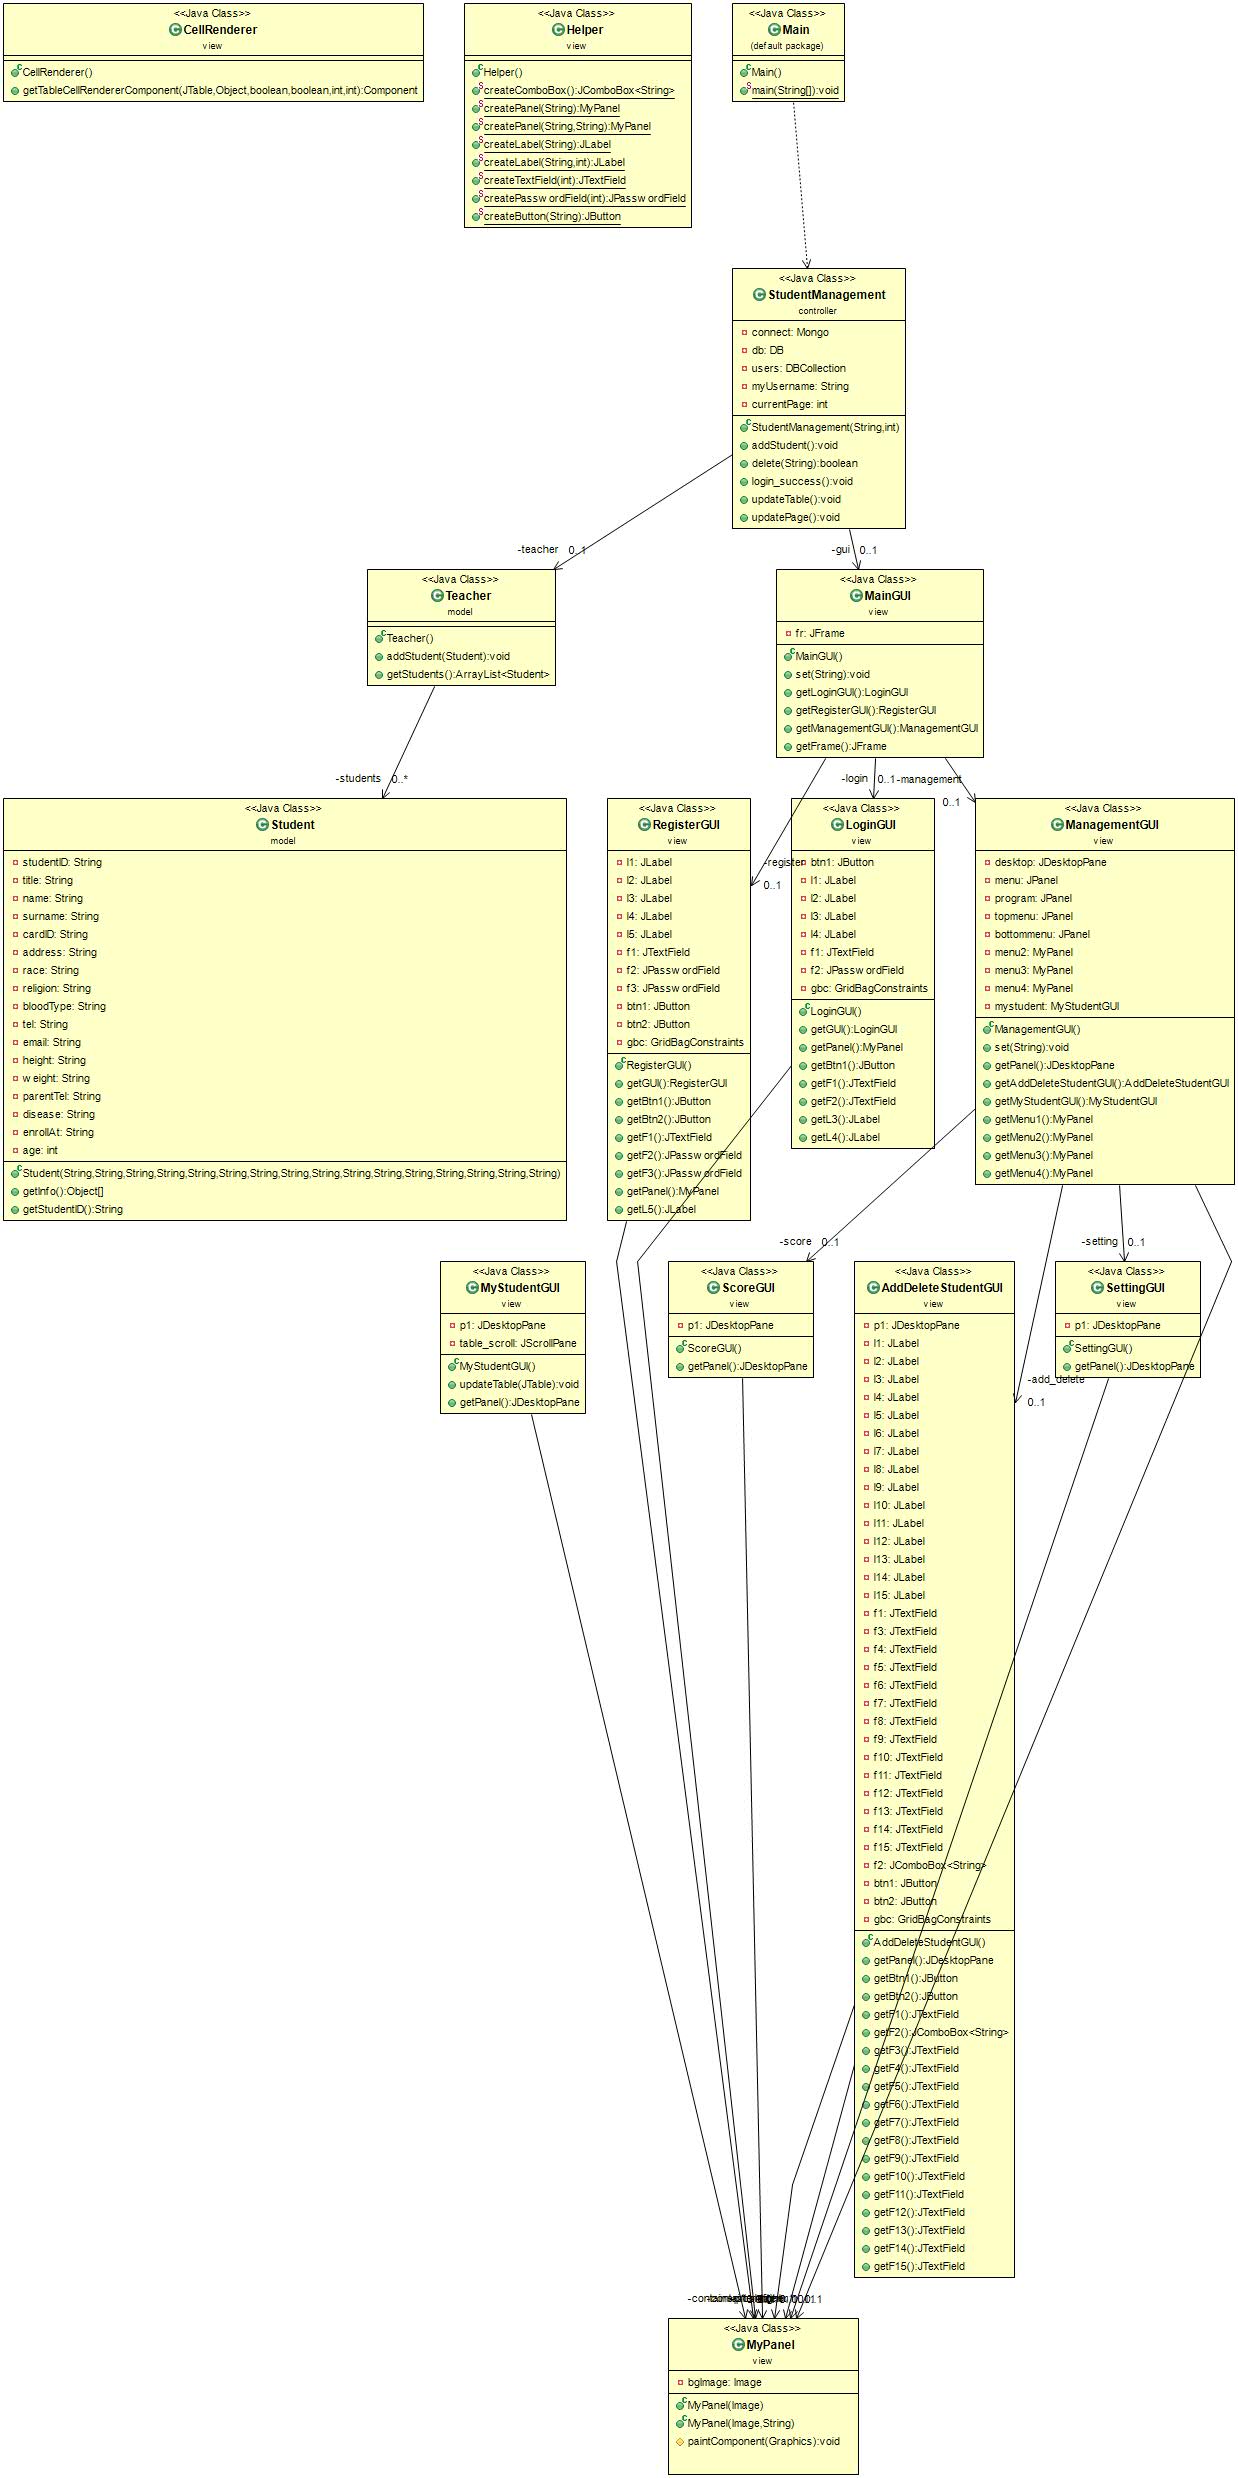 <<Java Class>>
CellRenderer
view
CellRenderer()
getTableCellRendererComponent(JTable,Object,boolean,boolean,int,int):Component
<<Java Class>>
Helper
view
Helper()
createComboBox():JComboBox<String>
createPanel(String):MyPanel
createPanel(String,String):MyPanel
createLabel(String):JLabel
createLabel(String,int):JLabel
createTextField(int):JTextField
createPasswordField(int):JPasswordField
createButton(String):JButton
<<Java Class>>
Main
(default package)
Main()
main(String[]):void
<<Java Class>>
StudentManagement
controller
connect: Mongo
db: DB
users: DBCollection
myUsername: String
currentPage: int
StudentManagement(String,int)
addStudent():void
delete(String):boolean
login_success():void
updateTable():void
updatePage():void
-teacher 0..1
-gui 0..1
<<Java Class>>
Teacher
model
Teacher()
addStudent(Student):void
getStudents():ArrayList<Student>
<<Java Class>>
MainGUI
view
fr: JFrame
MainGUI()
set(String):void
getLoginGUI():LoginGUI
getRegisterGUI():RegisterGUI
getManagementGUI():ManagementGUI
getFrame():JFrame
-students 0..*
-login 0..1
-management
0..1
-register
0..1
<<Java Class>>
Student
model
studentID: String
title: String
name: String
surname: String
cardID: String
address: String
race: String
religion: String
bloodType: String
tel: String
email: String
height: String
weight: String
parentTel: String
disease: String
enrollAt: String
age: int
Student(String,String,String,String,String,String,String,String,String,String,String,String,String,String,String,String)
getInfo():Object[]
getStudentID():String
<<Java Class>>
RegisterGUI
view
l1: JLabel
l2: JLabel
l3: JLabel
l4: JLabel
l5: JLabel
f1: JTextField
f2: JPasswordField
f3: JPasswordField
btn1: JButton
btn2: JButton
gbc: GridBagConstraints
RegisterGUI()
getGUI():RegisterGUI
getBtn1():JButton
getBtn2():JButton
getF1():JTextField
getF2():JPasswordField
getF3():JPasswordField
getPanel():MyPanel
getL5():JLabel
<<Java Class>>
LoginGUI
view
btn1: JButton
l1: JLabel
l2: JLabel
l3: JLabel
l4: JLabel
f1: JTextField
f2: JPasswordField
gbc: GridBagConstraints
LoginGUI()
getGUI():LoginGUI
getPanel():MyPanel
getBtn1():JButton
getF1():JTextField
getF2():JTextField
getL3():JLabel
getL4():JLabel
<<Java Class>>
ManagementGUI
view
desktop: JDesktopPane
menu: JPanel
program: JPanel
topmenu: JPanel
bottommenu: JPanel
menu2: MyPanel
menu3: MyPanel
menu4: MyPanel
mystudent: MyStudentGUI
ManagementGUI()
set(String):void
getPanel():JDesktopPane
getAddDeleteStudentGUI():AddDeleteStudentGUI
getMyStudentGUI():MyStudentGUI
getMenu1():MyPanel
getMenu2():MyPanel
getMenu3():MyPanel
getMenu4():MyPanel
-score 0..1
-setting 0..1
-add_delete
0..1
<<Java Class>>
MyStudentGUI
view
p1: JDesktopPane
table_scroll: JScrollPane
MyStudentGUI()
updateTable(JTable):void
getPanel():JDesktopPane
<<Java Class>>
ScoreGUI
view
p1: JDesktopPane
ScoreGUI()
getPanel():JDesktopPane
<<Java Class>>
AddDeleteStudentGUI
view
p1: JDesktopPane
l1: JLabel
l2: JLabel
l3: JLabel
l4: JLabel
l5: JLabel
l6: JLabel
l7: JLabel
l8: JLabel
l9: JLabel
l10: JLabel
l11: JLabel
l12: JLabel
l13: JLabel
l14: JLabel
l15: JLabel
f1: JTextField
f3: JTextField
f4: JTextField
f5: JTextField
f6: JTextField
f7: JTextField
f8: JTextField
f9: JTextField
f10: JTextField
f11: JTextField
f12: JTextField
f13: JTextField
f14: JTextField
f15: JTextField
f2: JComboBox<String>
btn1: JButton
btn2: JButton
gbc: GridBagConstraints
AddDeleteStudentGUI()
getPanel():JDesktopPane
getBtn1():JButton
getBtn2():JButton
getF1():JTextField
getF2():JComboBox<String>
getF3():JTextField
getF4():JTextField
getF5():JTextField
getF6():JTextField
getF7():JTextField
getF8():JTextField
getF9():JTextField
getF10():JTextField
getF11():JTextField
getF12():JTextField
getF13():JTextField
getF14():JTextField
getF15():JTextField
<<Java Class>>
SettingGUI
view
p1: JDesktopPane
SettingGUI()
getPanel():JDesktopPane
<<Java Class>>
MyPanel
view
bgImage: Image
MyPanel(Image)
MyPanel(Image,String)
paintComponent(Graphics):void